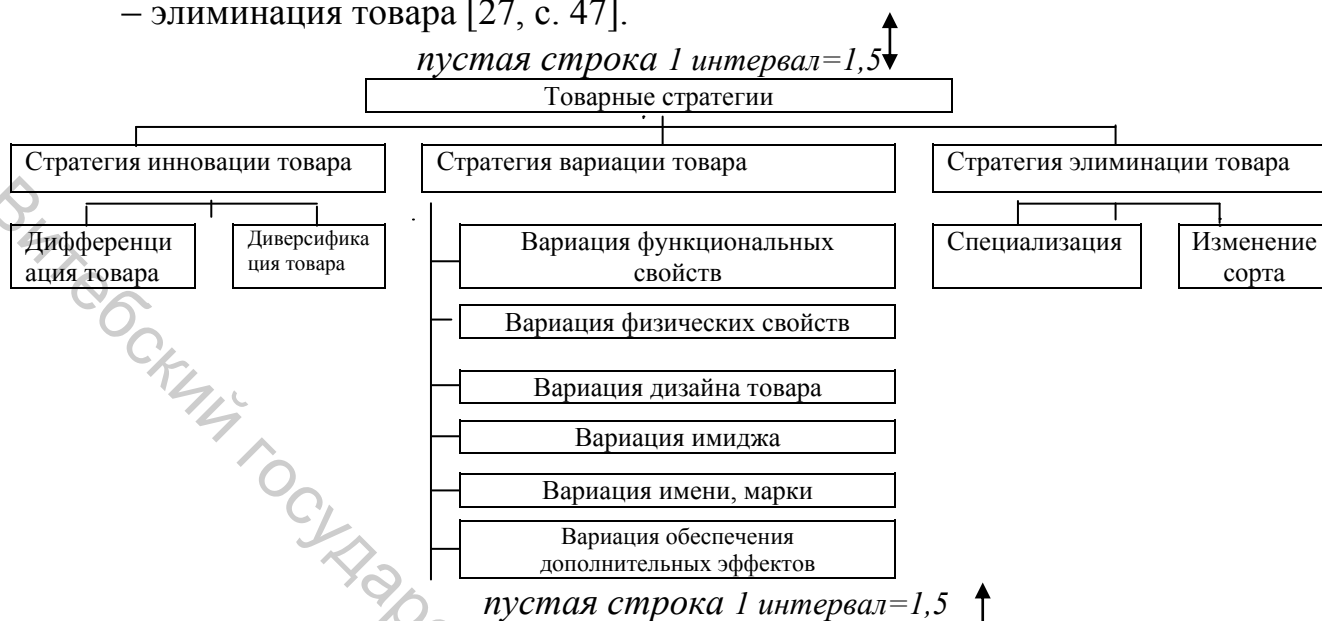 – элиминация товара [27, с. 47].
пустая строка 1 интервал=1,5
Товарные стратегии
Стратегия инновации товара
Стратегия вариации товара
Стратегия элиминации товара
Дифференци
ация товара
Диверсифика
ция товара
Вариация функциональных
свойств
Специализация
Изменение
сорта
Вариация физических свойств
Вариация дизайна товара
Вариация имиджа
Вариация имени, марки
Вариация обеспечения
дополнительных эффектов
пустая строка 1 интервал=1,5
Витебский государ